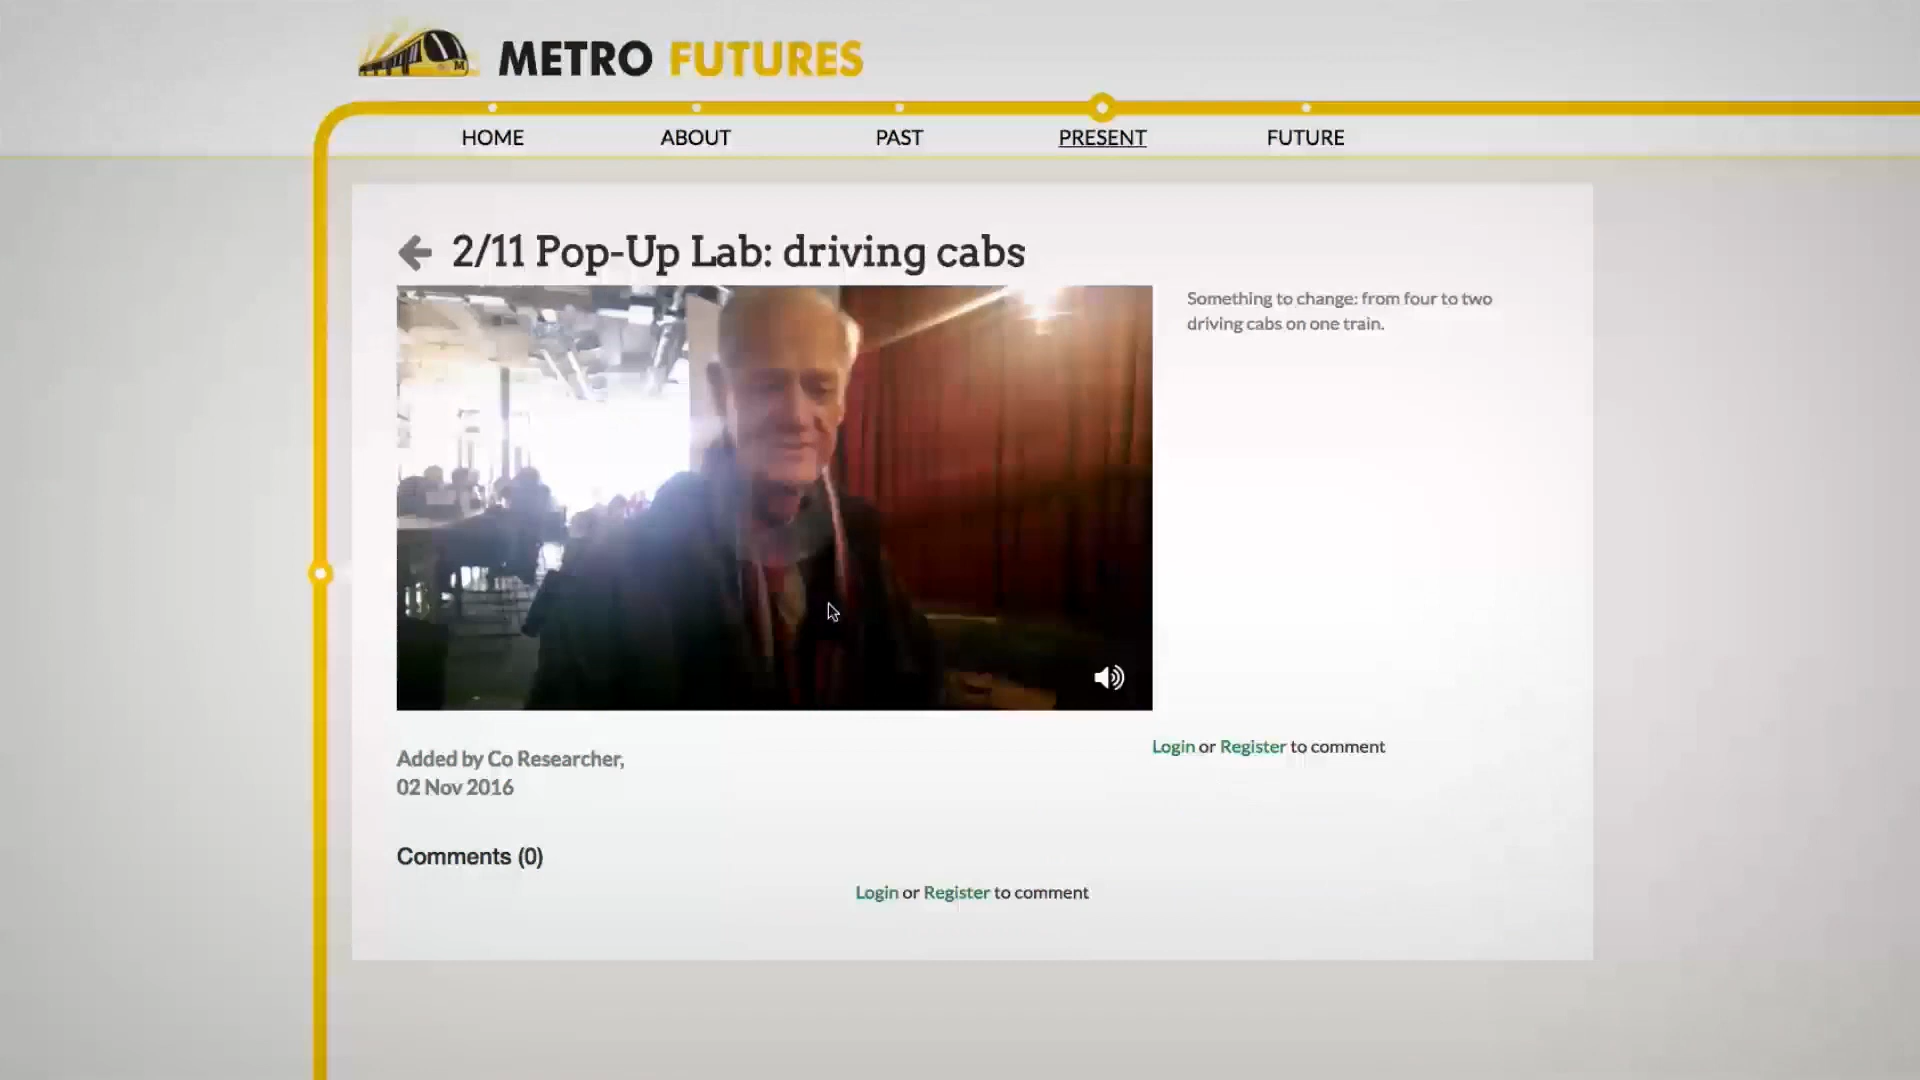 METRO FUTURES
HOME ABOUT PAST PRESENT FUTURE
2/11 Pop-Up Lab: driving cabs
Something to change: from four to two
driving cabs on one train.
Login or Register to comment
Added by Co Researcher,
02 Nov 2016
Comments (0)
Login or Register to comment